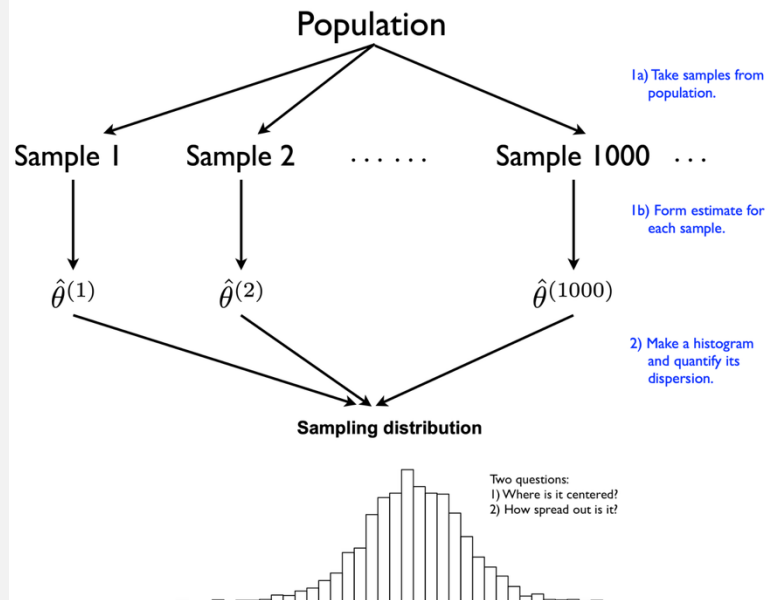 Population
1a) Take samples from
population.
Sample 1
Sample 2
......
Sample 1000
...
1b) Form estimate for
each sample.
θ̂⁽¹⁾
θ̂⁽²⁾
θ̂⁽¹⁰⁰⁰⁾
2) Make a histogram
and quantify its
dispersion.
Sampling distribution
Two questions:
1) Where is it centered?
2) How spread out is it?